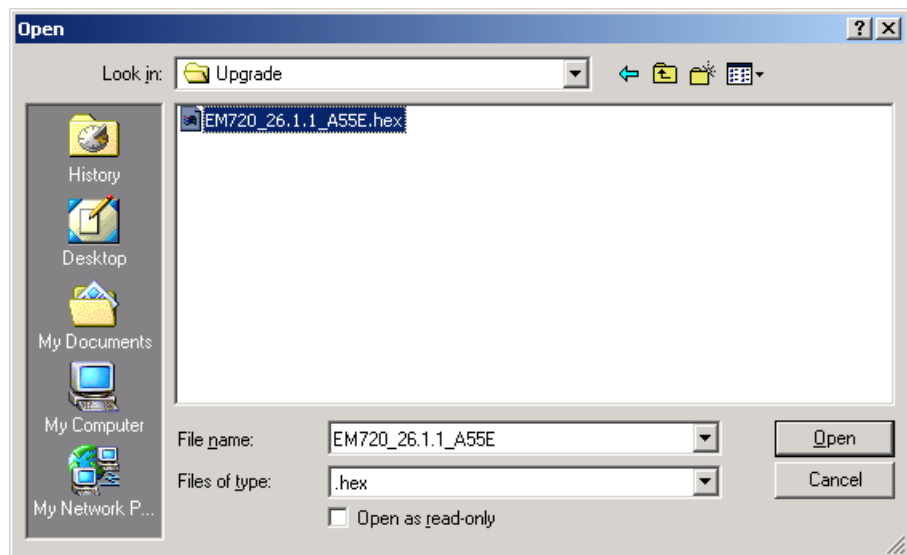 Open
Look in: Upgrade
EM720_26.1.1_A55E.hex
History
Desktop
My Documents
My Computer
My Network P...
File name: EM720_26.1.1_A55E Open
Files of type: .hex Cancel
Open as read-only